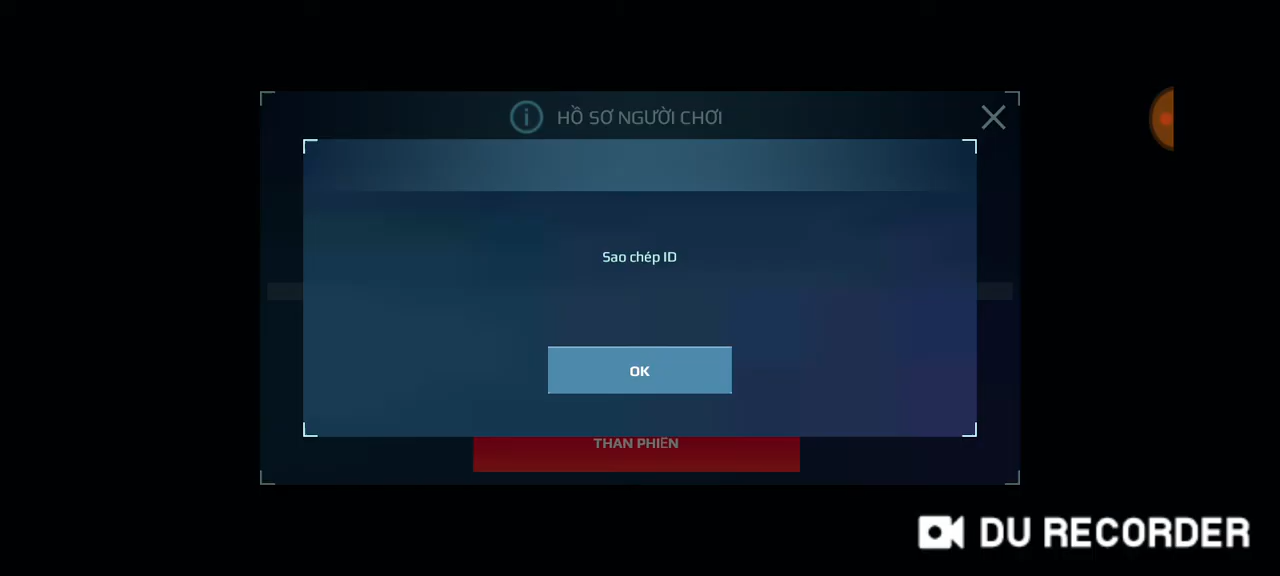 HỒ SƠ NGƯỜI CHƠI
Sao chép ID
OK
THAN PHIỀN
DU RECORDER